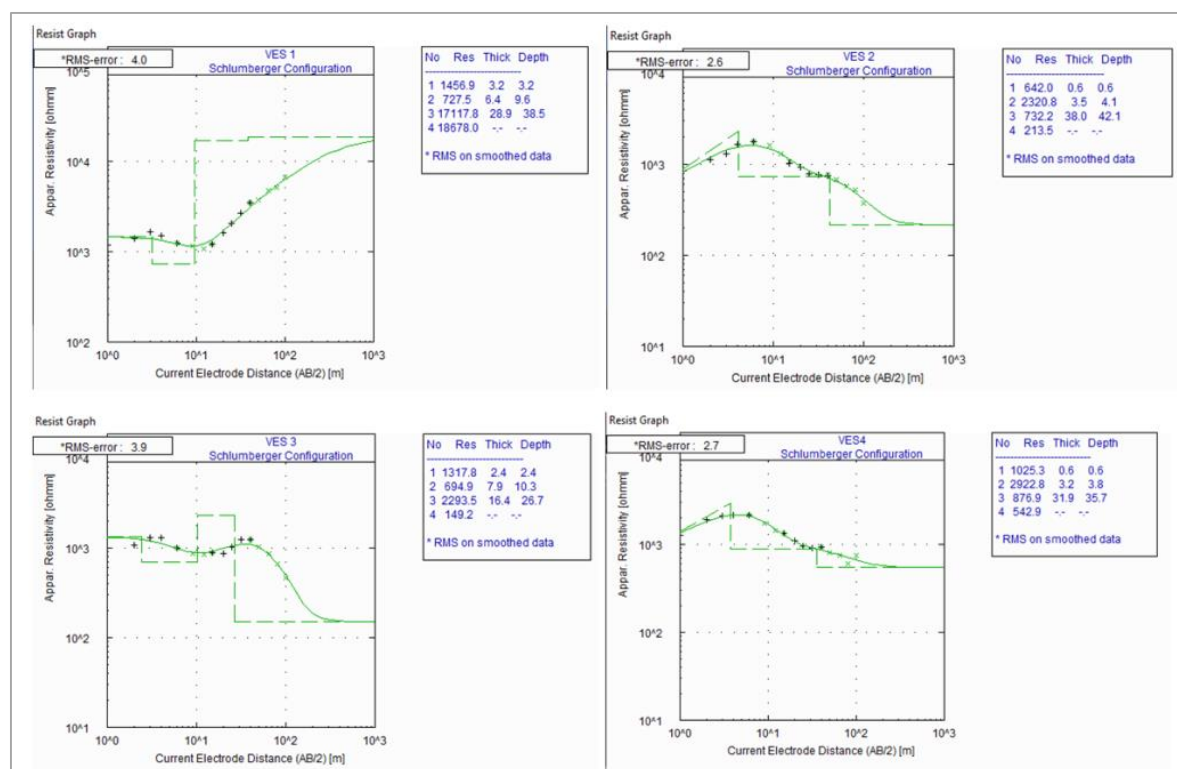 Resist Graph
*RMS-error : 4.0
VES 1
Schlumberger Configuration
10^5
10^4
10^3
10^2
Appar. Resistivity [ohmm]
10^0 10^1 10^2 10^3
Current Electrode Distance (AB/2) [m]
No Res Thick Depth
1 1456.9 3.2 3.2
2 727.5 6.4 9.6
3 17117.8 28.9 38.5
4 18678.0 -.- -.-
* RMS on smoothed data
Resist Graph
*RMS-error : 2.6
VES 2
Schlumberger Configuration
10^4
10^3
10^2
10^1
Appar. Resistivity [ohmm]
10^0 10^1 10^2 10^3
Current Electrode Distance (AB/2) [m]
No Res Thick Depth
1 642.0 0.6 0.6
2 2320.8 3.5 4.1
3 732.2 38.0 42.1
4 213.5 -.- -.-
* RMS on smoothed data
Resist Graph
*RMS-error : 3.9
VES 3
Schlumberger Configuration
10^4
10^3
10^2
10^1
Appar. Resistivity [ohmm]
10^0 10^1 10^2 10^3
Current Electrode Distance (AB/2) [m]
No Res Thick Depth
1 1317.8 2.4 2.4
2 694.9 7.9 10.3
3 2293.5 16.4 26.7
4 149.2 -.- -.-
* RMS on smoothed data
Resist Graph
*RMS-error : 2.7
VES4
Schlumberger Configuration
10^4
10^3
10^2
10^1
Appar. Resistivity [ohmm]
10^0 10^1 10^2 10^3
Current Electrode Distance (AB/2) [m]
No Res Thick Depth
1 1025.3 0.6 0.6
2 2922.8 3.2 3.8
3 876.9 31.9 35.7
4 542.9 -.- -.-
* RMS on smoothed data